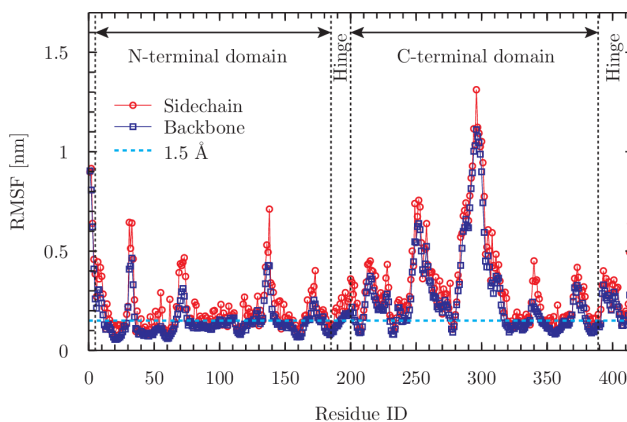 1.5
1
0.5
0
RMSF [nm]
N-terminal domain
Hinge
C-terminal domain
Hinge
Sidechain
Backbone
1.5 Å
0 50 100 150 200 250 300 350 400
Residue ID